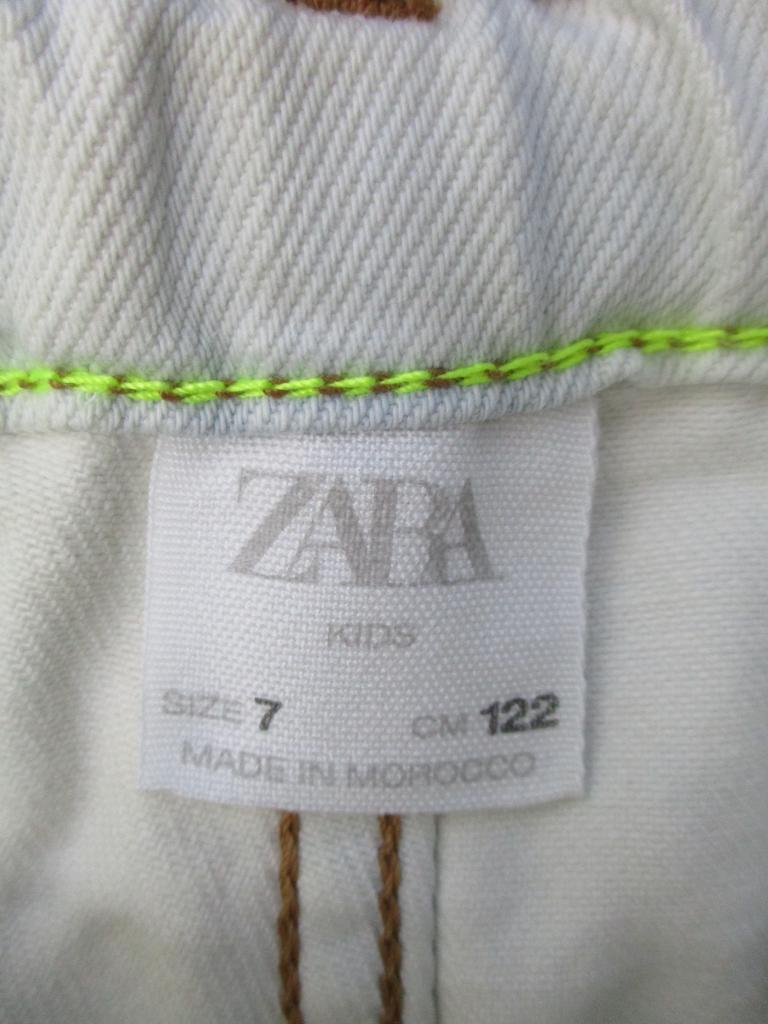 ZARA
KIDS
SIZE 7 CM 122
MADE IN MOROCCO